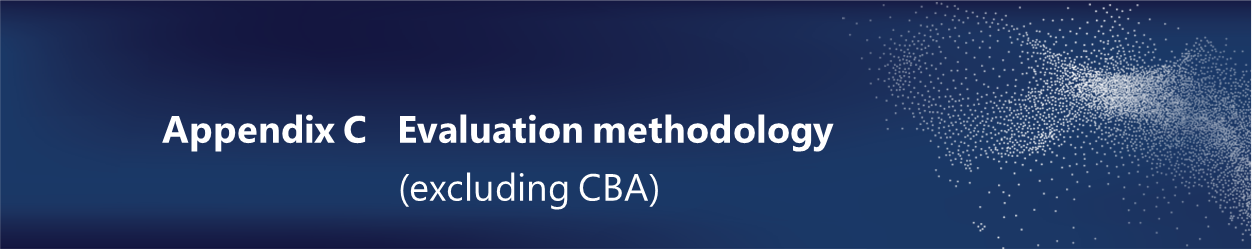 Appendix C Evaluation methodology
(excluding CBA)